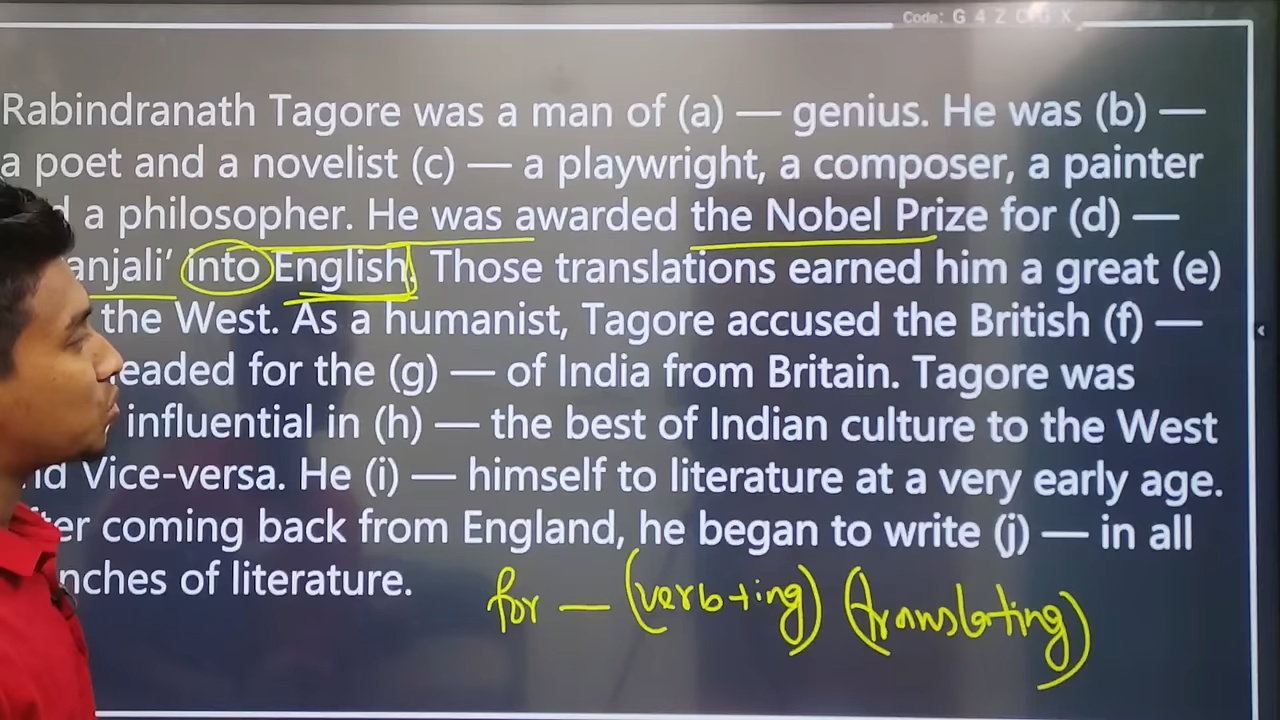 Code: G 4 Z C G X
Rabindranath Tagore was a man of (a) — genius. He was (b) —
a poet and a novelist (c) — a playwright, a composer, a painter
d a philosopher. He was awarded the Nobel Prize for (d) —
anjali’ into English. Those translations earned him a great (e)
the West. As a humanist, Tagore accused the British (f) —
eaded for the (g) — of India from Britain. Tagore was
influential in (h) — the best of Indian culture to the West
nd Vice-versa. He (i) — himself to literature at a very early age.
ter coming back from England, he began to write (j) — in all
nches of literature.
for — (verb+ing) (translating)